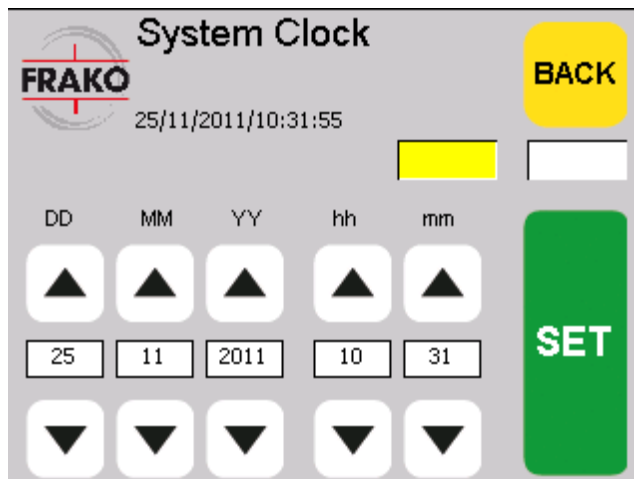 System Clock
FRAKO
BACK
25/11/2011/10:31:55
DD MM YY hh mm
25 11 2011 10 31
SET